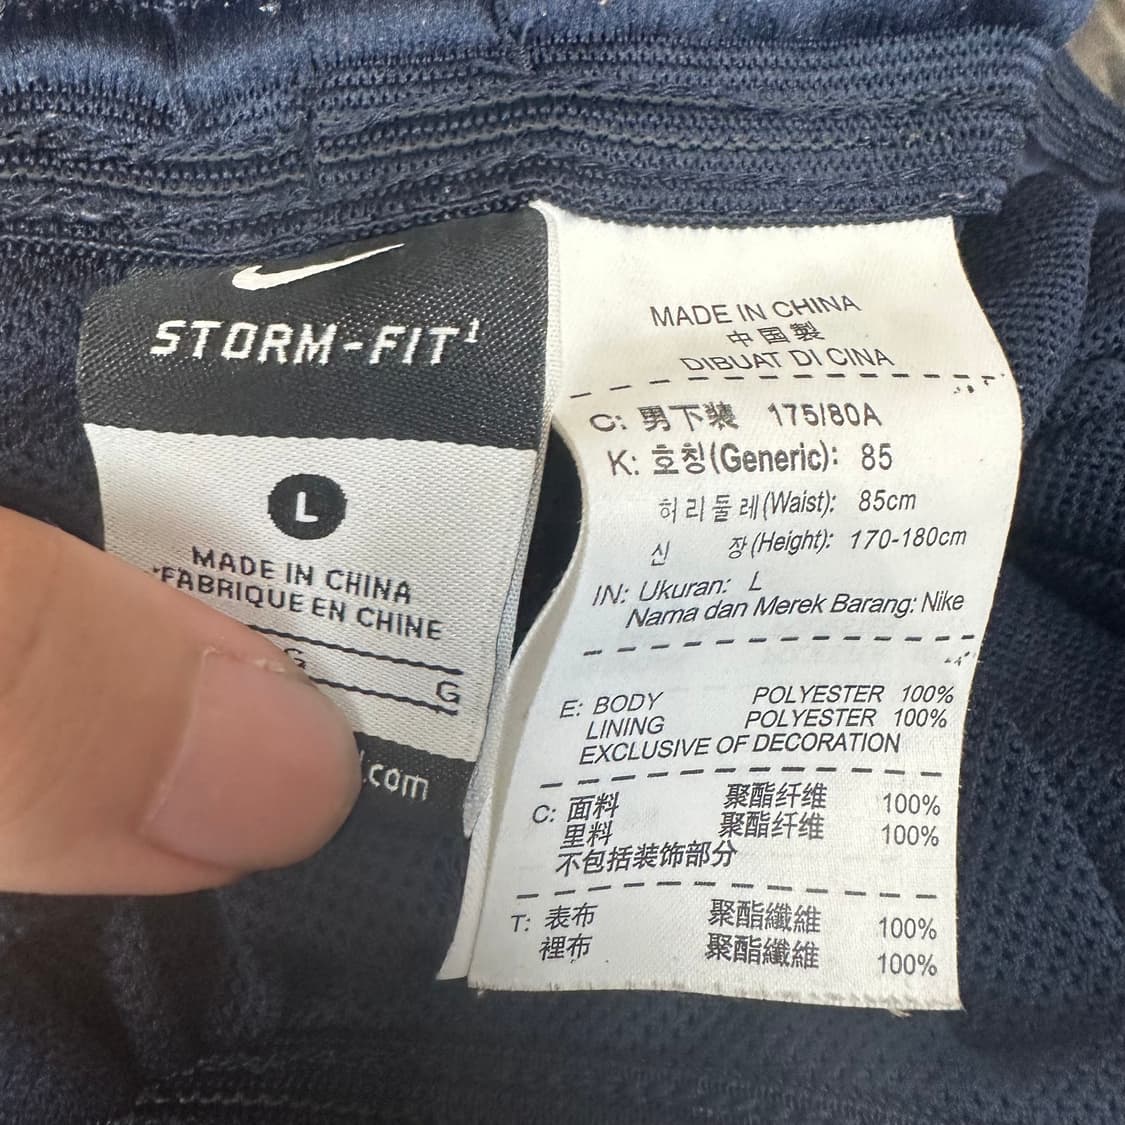 STORM-FIT¹
L
MADE IN CHINA
FABRIQUE EN CHINE
G
G
.com
MADE IN CHINA
中国製
DIBUAT DI CINA
C: 男下装 175/80A
K: 호칭(Generic): 85
허리둘레(Waist): 85cm
신 장(Height): 170-180cm
IN: Ukuran: L
Nama dan Merek Barang: Nike
E: BODY POLYESTER 100%
LINING POLYESTER 100%
EXCLUSIVE OF DECORATION
C: 面料 聚酯纤维 100%
里料 聚酯纤维 100%
不包括装饰部分
T: 表布 聚酯纖維 100%
裡布 聚酯纖維 100%